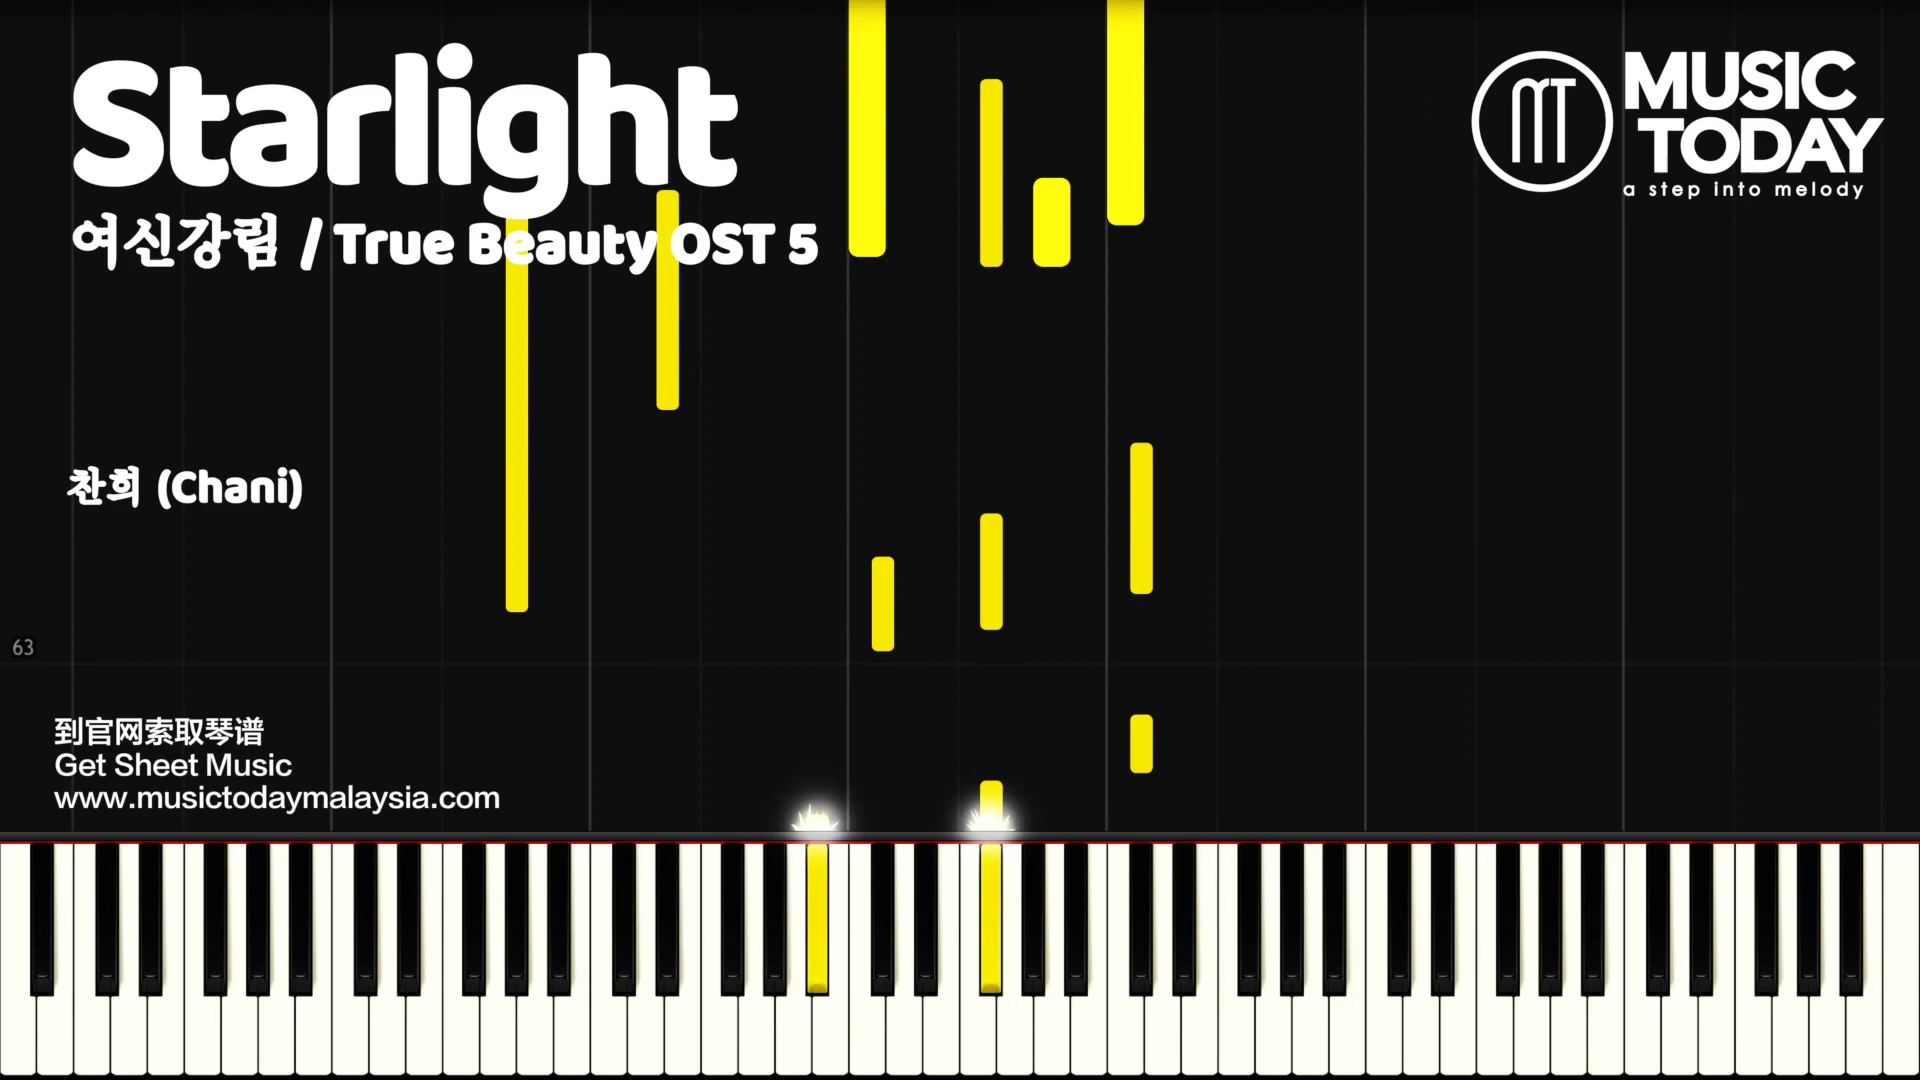 Starlight
여신강림 / True Beauty OST 5
MT
MUSIC
TODAY
a step into melody
찬희 (Chani)
63
到官网索取琴谱
Get Sheet Music
www.musictodaymalaysia.com